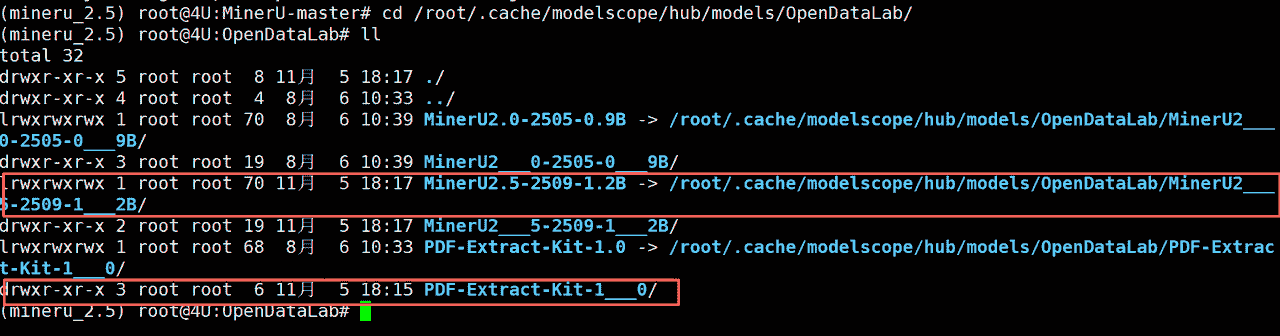 (mineru_2.5) root@4U:MinerU-master# cd /root/.cache/modelscope/hub/models/OpenDataLab/
(mineru_2.5) root@4U:OpenDataLab# ll
total 32
drwxr-xr-x 5 root root  8 11月  5 18:17 ./
drwxr-xr-x 4 root root  4  8月  6 10:33 ../
lrwxrwxrwx 1 root root 70  8月  6 10:39 MinerU2.0-2505-0.9B -> /root/.cache/modelscope/hub/models/OpenDataLab/MinerU2___
0-2505-0___9B/
drwxr-xr-x 3 root root 19  8月  6 10:39 MinerU2___0-2505-0___9B/
lrwxrwxrwx 1 root root 70 11月  5 18:17 MinerU2.5-2509-1.2B -> /root/.cache/modelscope/hub/models/OpenDataLab/MinerU2___
5-2509-1___2B/
drwxr-xr-x 2 root root 19 11月  5 18:17 MinerU2___5-2509-1___2B/
lrwxrwxrwx 1 root root 68  8月  6 10:33 PDF-Extract-Kit-1.0 -> /root/.cache/modelscope/hub/models/OpenDataLab/PDF-Extrac
t-Kit-1___0/
drwxr-xr-x 3 root root  6 11月  5 18:15 PDF-Extract-Kit-1___0/
(mineru_2.5) root@4U:OpenDataLab#